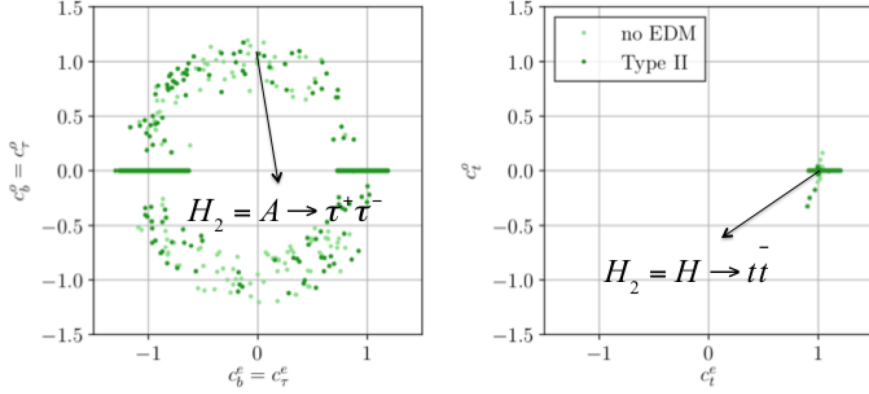 1.5
1.0
0.5
0.0
−0.5
−1.0
−1.5
−1
0
1
c_b^o = c_τ^o
c_b^e = c_τ^e
H_2 = A → τ^+ τ^-
1.5
1.0
0.5
0.0
−0.5
−1.0
−1.5
−1
0
1
c_t^o
c_t^e
no EDM
Type II
H_2 = H → t t̄